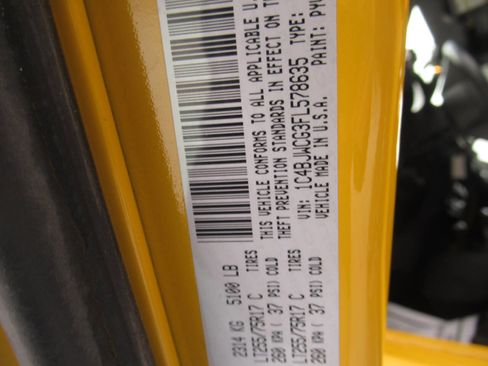 2314 KG 5100 LB
LT255/75R17 C TIRES
260 KPA ( 37 PSI) COLD
LT255/75R17 C TIRES
260 KPA ( 37 PSI) COLD
THIS VEHICLE CONFORMS TO ALL APPLICABLE U.
THEFT PREVENTION STANDARDS IN EFFECT ON T
VIN: 1C4BJWCG3FL578635 TYPE:
VEHICLE MADE IN U.S.A. PAINT: PYV